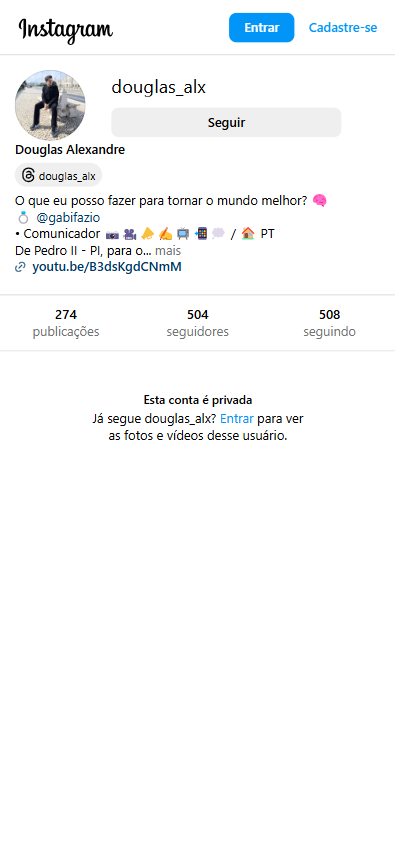 Instagram
Entrar
Cadastre-se
douglas_alx
Seguir
Douglas Alexandre
douglas_alx
O que eu posso fazer para tornar o mundo melhor? 🧠
💍 @gabifazio
• Comunicador 📷 🎥 📣 ✍️ 📺 📲 💭 / 🏠 PT
De Pedro II - PI, para o... mais
youtu.be/B3dsKgdCNmM
274 504 508
publicações seguidores seguindo
Esta conta é privada
Já segue douglas_alx? Entrar para ver
as fotos e vídeos desse usuário.